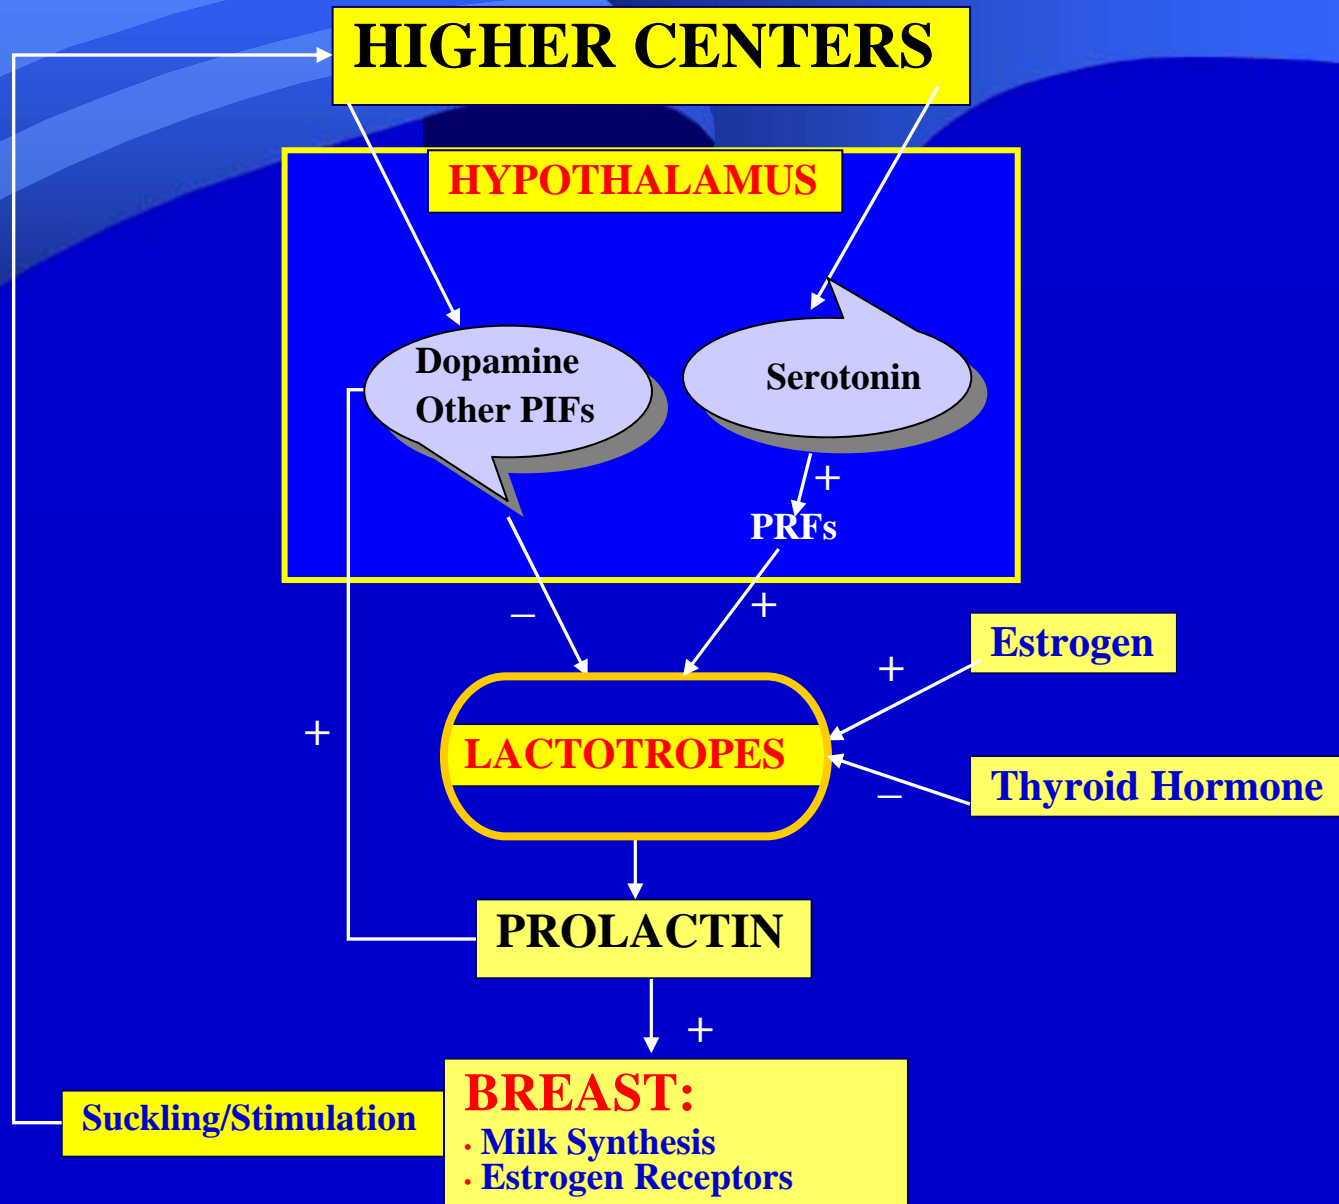 HIGHER CENTERS
HYPOTHALAMUS
Dopamine
Other PIFs
Serotonin
+
PRFs
–
+
Estrogen
+
+
LACTOTROPES
Thyroid Hormone
–
PROLACTIN
+
BREAST:
Suckling/Stimulation
· Milk Synthesis
· Estrogen Receptors